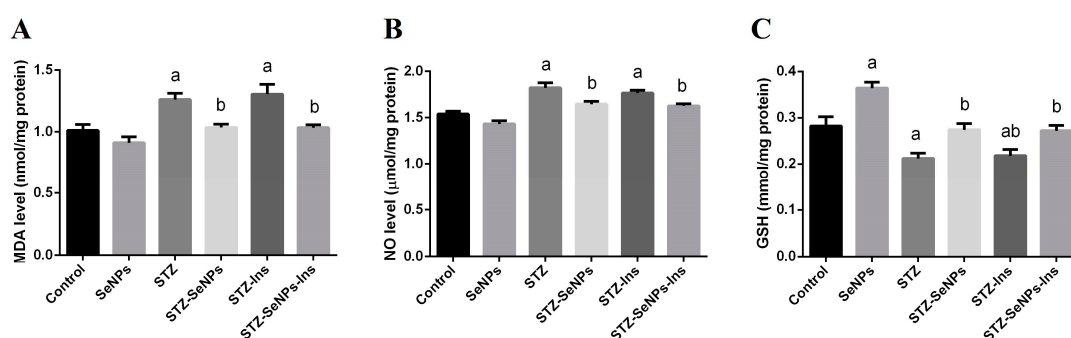 A
MDA level (nmol/mg protein)
1.5
1.0
0.5
0.0
a
b
a
b
Control
SeNPs
STZ
STZ-SeNPs
STZ-Ins
STZ-SeNPs-Ins
B
NO level (μmol/mg protein)
2.0
1.5
1.0
0.5
0.0
a
b
a
b
Control
SeNPs
STZ
STZ-SeNPs
STZ-Ins
STZ-SeNPs-Ins
C
GSH (mmol/mg protein)
0.4
0.3
0.2
0.1
0.0
a
a
b
ab
b
Control
SeNPs
STZ
STZ-SeNPs
STZ-Ins
STZ-SeNPs-Ins